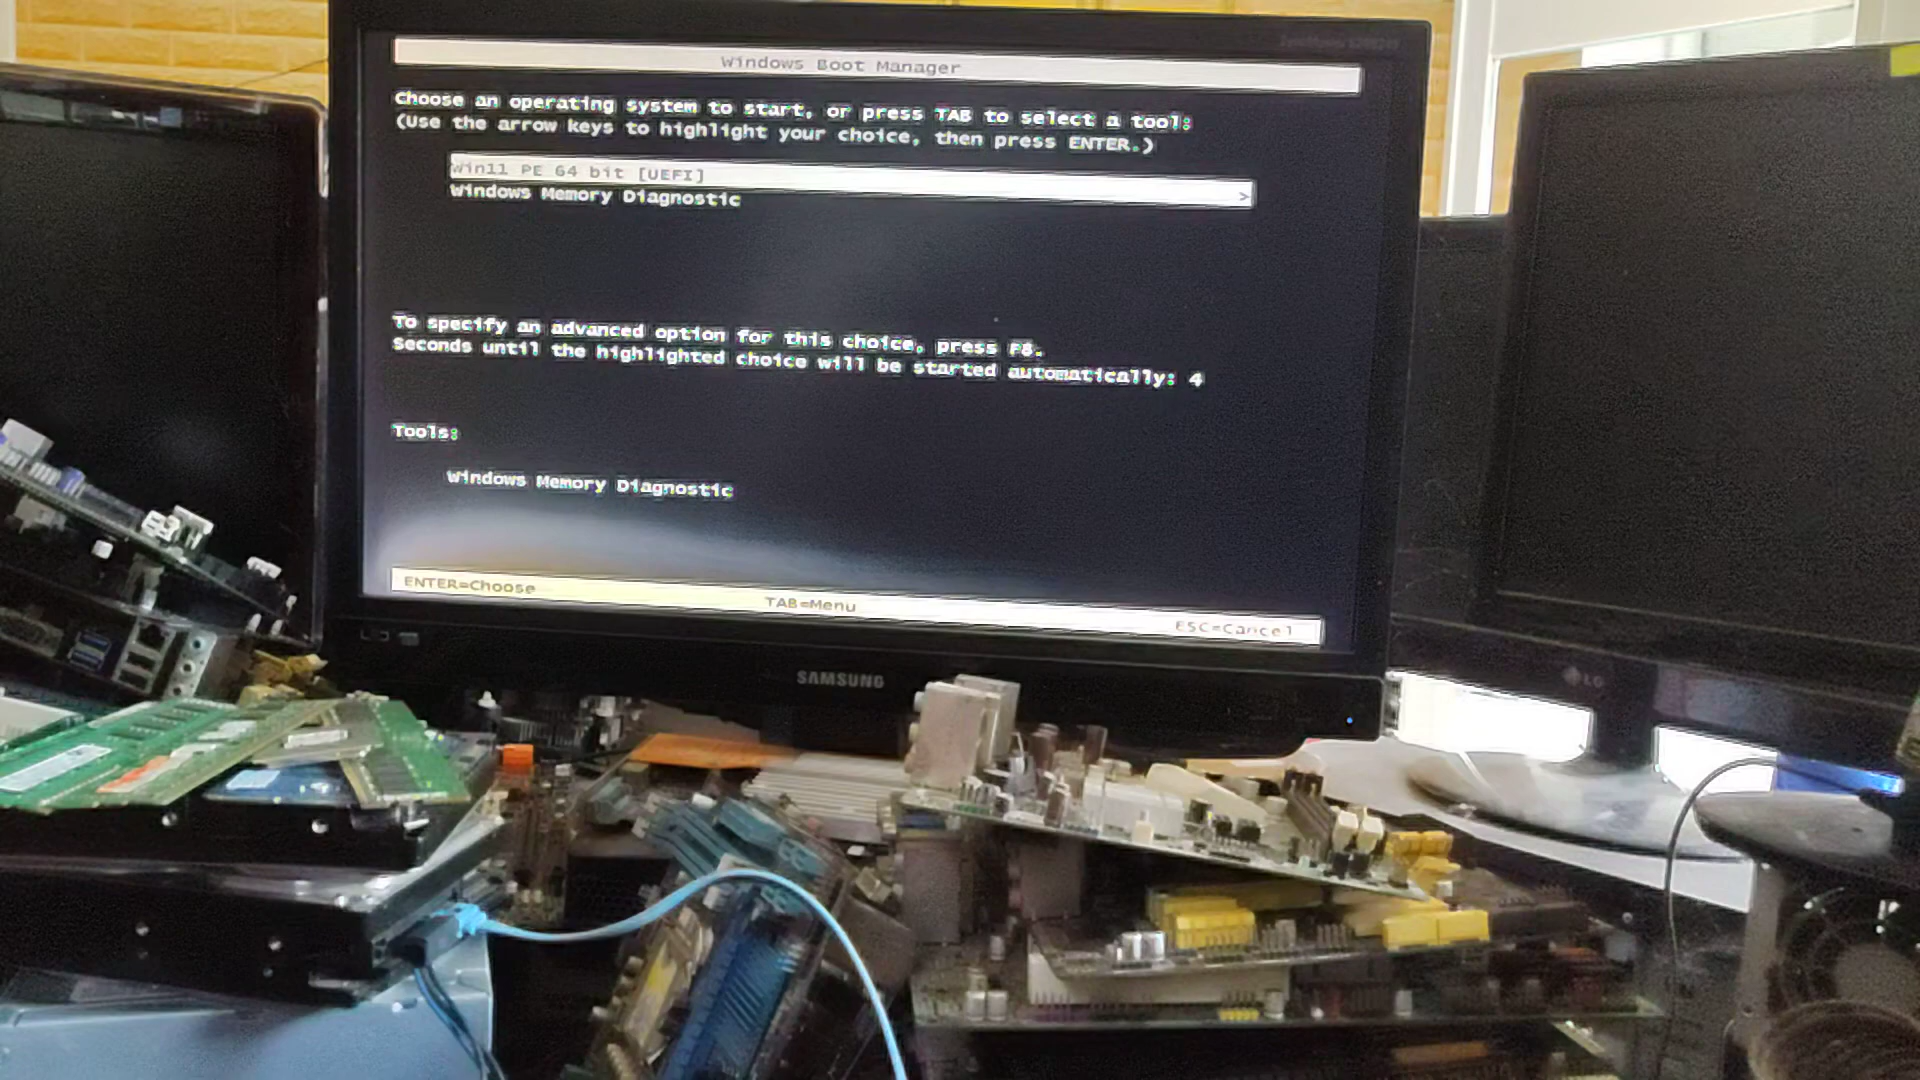 Windows Boot Manager
Choose an operating system to start, or press TAB to select a tool:
(Use the arrow keys to highlight your choice, then press ENTER.)
Win11 PE 64 bit [UEFI]
>
Windows Memory Diagnostic
To specify an advanced option for this choice, press F8.
Seconds until the highlighted choice will be started automatically: 4
Tools:
Windows Memory Diagnostic
ENTER=Choose
TAB=Menu
ESC=Cancel
SAMSUNG
LG